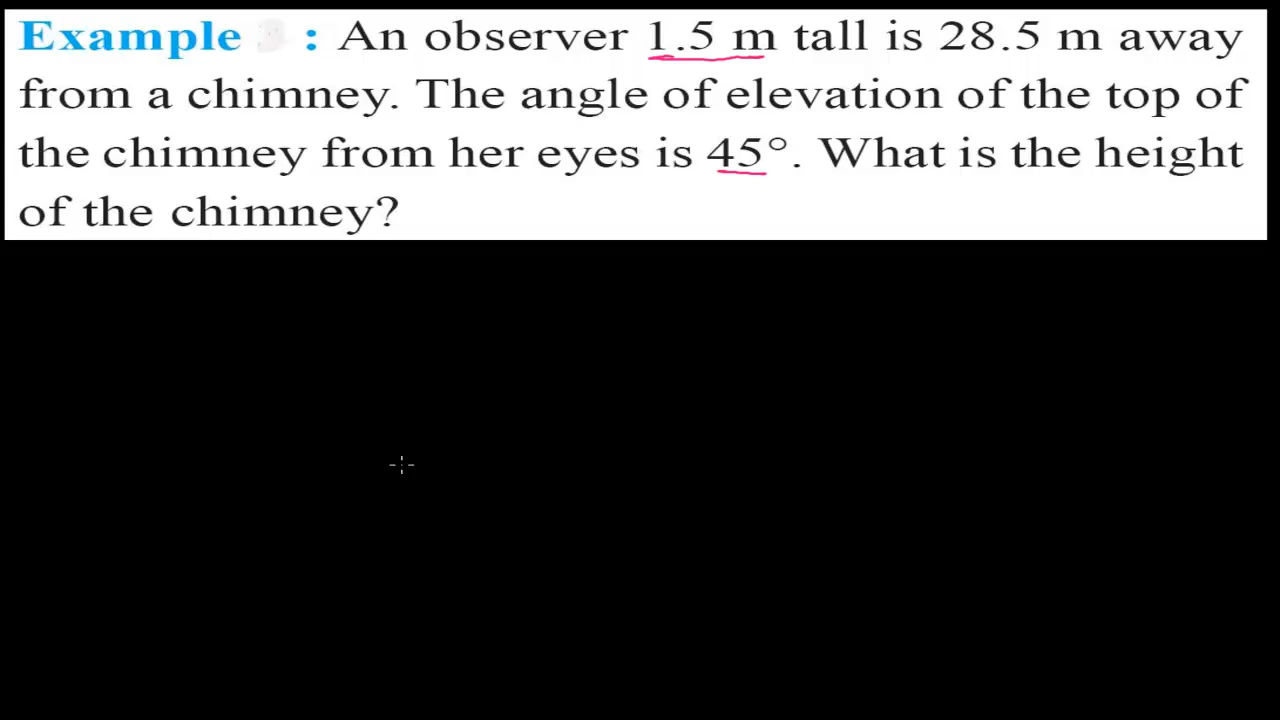 Example : An observer 1.5 m tall is 28.5 m away
from a chimney. The angle of elevation of the top of
the chimney from her eyes is 45°. What is the height
of the chimney?